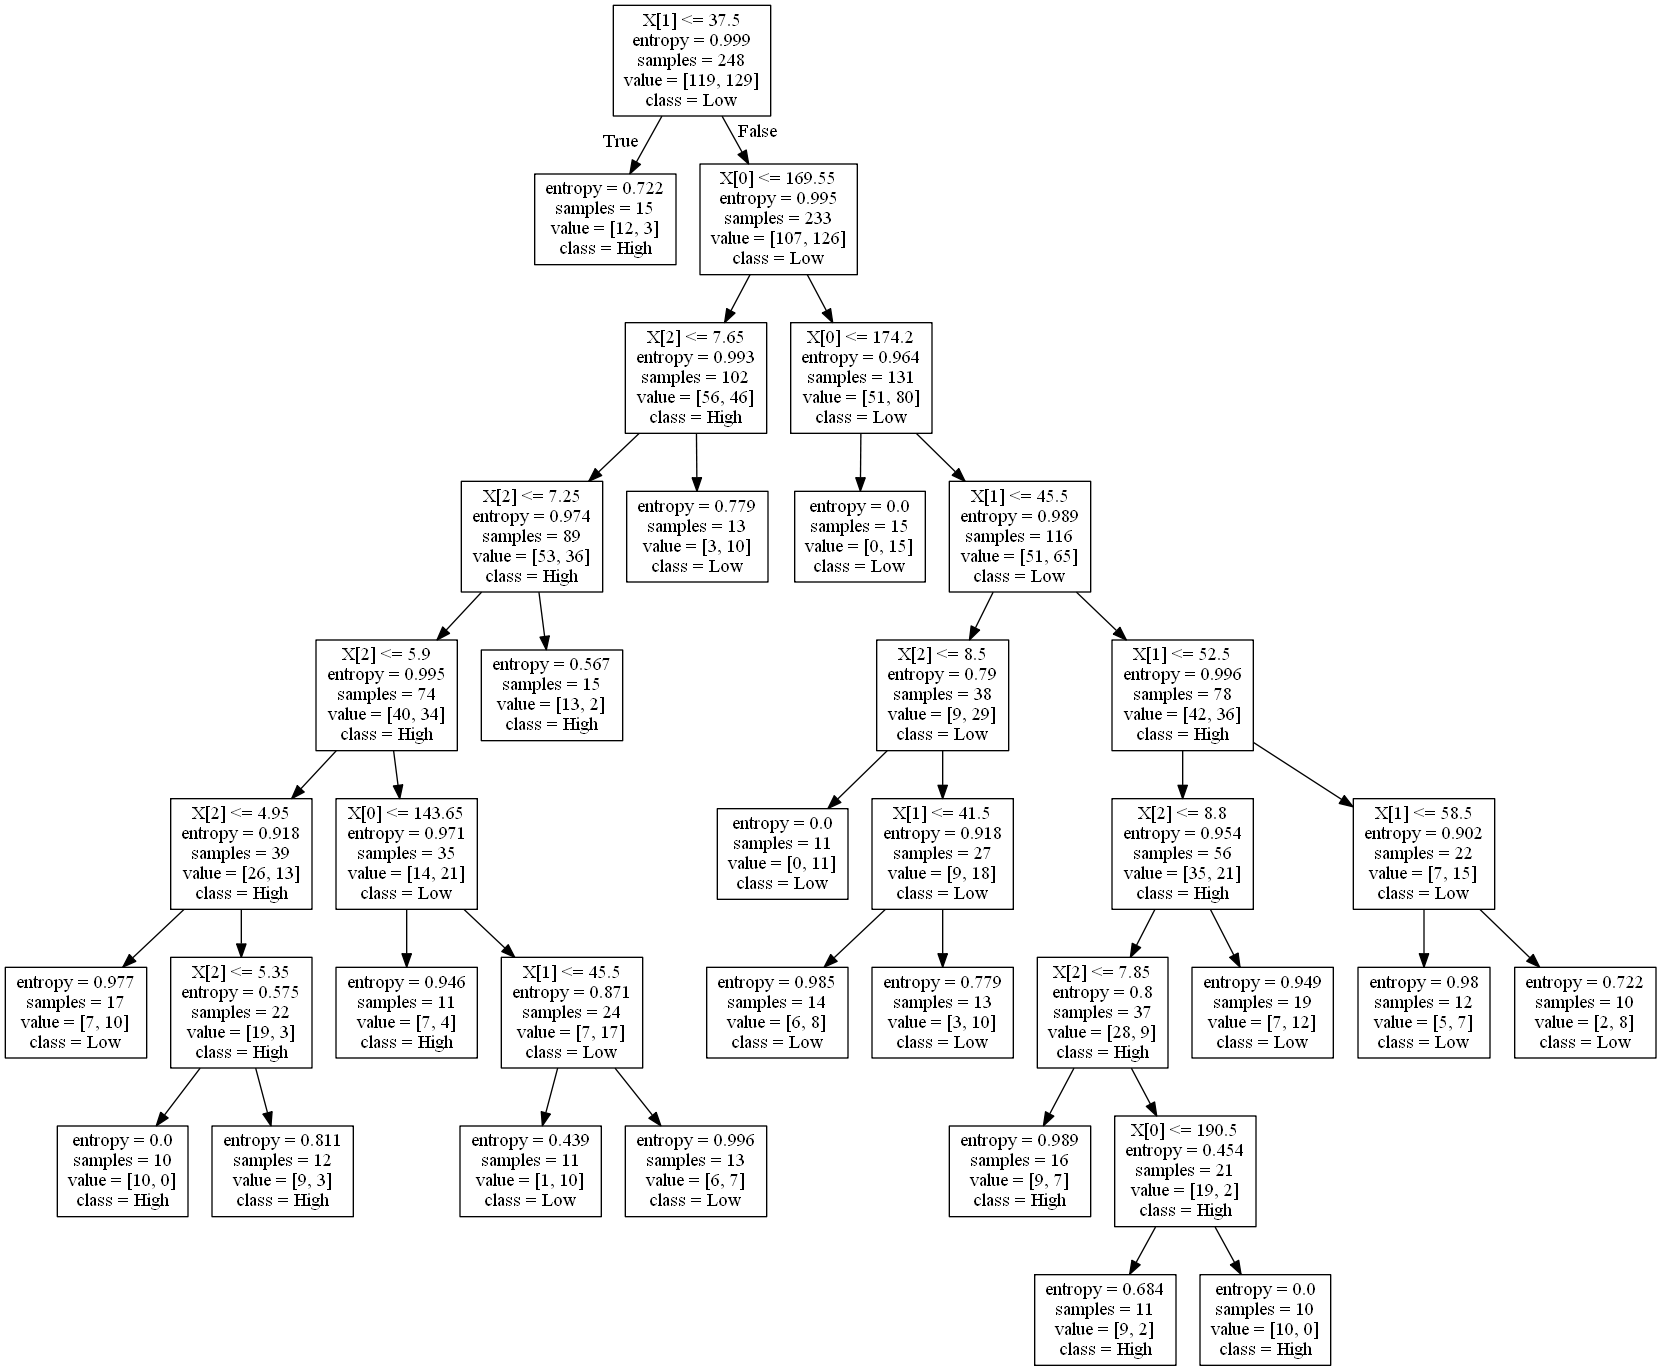 X[1] <= 37.5
entropy = 0.999
samples = 248
value = [119, 129]
class = Low
True
False
entropy = 0.722
samples = 15
value = [12, 3]
class = High
X[0] <= 169.55
entropy = 0.995
samples = 233
value = [107, 126]
class = Low
X[2] <= 7.65
entropy = 0.993
samples = 102
value = [56, 46]
class = High
X[0] <= 174.2
entropy = 0.964
samples = 131
value = [51, 80]
class = Low
X[2] <= 7.25
entropy = 0.974
samples = 89
value = [53, 36]
class = High
entropy = 0.779
samples = 13
value = [3, 10]
class = Low
entropy = 0.0
samples = 15
value = [0, 15]
class = Low
X[1] <= 45.5
entropy = 0.989
samples = 116
value = [51, 65]
class = Low
X[2] <= 5.9
entropy = 0.995
samples = 74
value = [40, 34]
class = High
entropy = 0.567
samples = 15
value = [13, 2]
class = High
X[2] <= 8.5
entropy = 0.79
samples = 38
value = [9, 29]
class = Low
X[1] <= 52.5
entropy = 0.996
samples = 78
value = [42, 36]
class = High
X[2] <= 4.95
entropy = 0.918
samples = 39
value = [26, 13]
class = High
X[0] <= 143.65
entropy = 0.971
samples = 35
value = [14, 21]
class = Low
entropy = 0.0
samples = 11
value = [0, 11]
class = Low
X[1] <= 41.5
entropy = 0.918
samples = 27
value = [9, 18]
class = Low
X[2] <= 8.8
entropy = 0.954
samples = 56
value = [35, 21]
class = High
X[1] <= 58.5
entropy = 0.902
samples = 22
value = [7, 15]
class = Low
entropy = 0.977
samples = 17
value = [7, 10]
class = Low
X[2] <= 5.35
entropy = 0.575
samples = 22
value = [19, 3]
class = High
entropy = 0.946
samples = 11
value = [7, 4]
class = High
X[1] <= 45.5
entropy = 0.871
samples = 24
value = [7, 17]
class = Low
entropy = 0.985
samples = 14
value = [6, 8]
class = Low
entropy = 0.779
samples = 13
value = [3, 10]
class = Low
X[2] <= 7.85
entropy = 0.8
samples = 37
value = [28, 9]
class = High
entropy = 0.949
samples = 19
value = [7, 12]
class = Low
entropy = 0.98
samples = 12
value = [5, 7]
class = Low
entropy = 0.722
samples = 10
value = [2, 8]
class = Low
entropy = 0.0
samples = 10
value = [10, 0]
class = High
entropy = 0.811
samples = 12
value = [9, 3]
class = High
entropy = 0.439
samples = 11
value = [1, 10]
class = Low
entropy = 0.996
samples = 13
value = [6, 7]
class = Low
entropy = 0.989
samples = 16
value = [9, 7]
class = High
X[0] <= 190.5
entropy = 0.454
samples = 21
value = [19, 2]
class = High
entropy = 0.684
samples = 11
value = [9, 2]
class = High
entropy = 0.0
samples = 10
value = [10, 0]
class = High